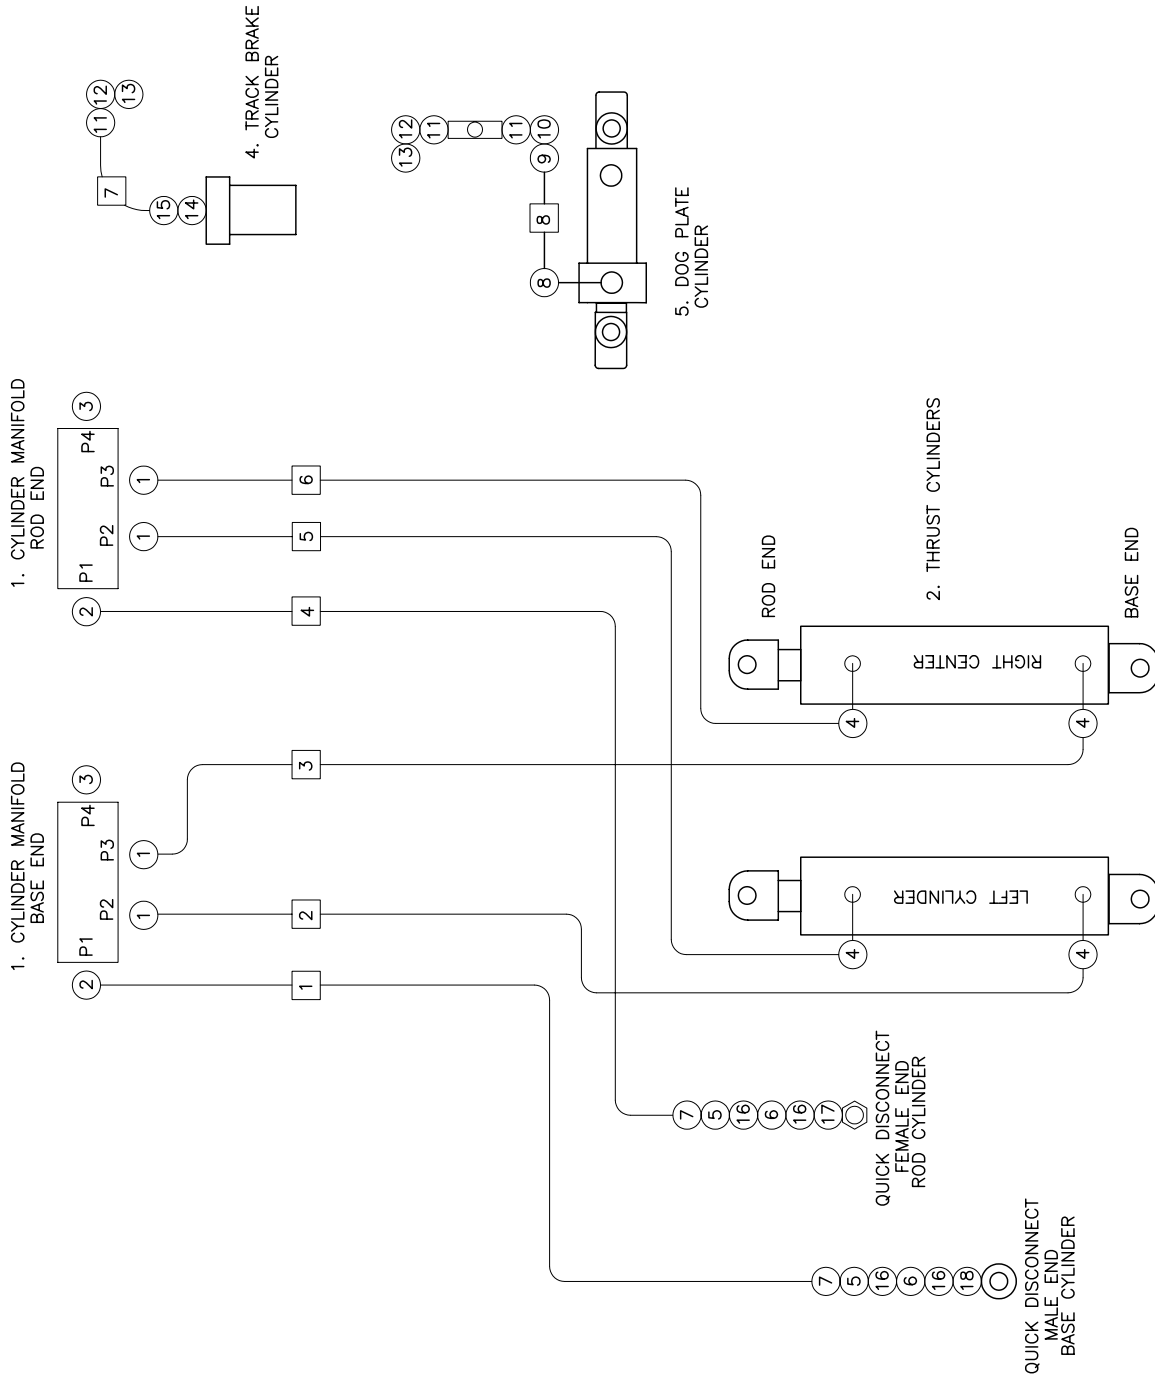 1. CYLINDER MANIFOLD
BASE END
P1
P2
P3
P4
2
1
1
3
1. CYLINDER MANIFOLD
ROD END
P1
P2
P3
P4
2
1
1
3
1
2
3
4
5
6
4. TRACK BRAKE
CYLINDER
11
12
13
7
15
14
5. DOG PLATE
CYLINDER
13
12
11
11
10
9
8
8
2. THRUST CYLINDERS
ROD END
BASE END
LEFT CYLINDER
4
4
RIGHT CENTER
4
4
7
5
16
6
16
17
QUICK DISCONNECT
FEMALE END
ROD CYLINDER
7
5
16
6
16
18
QUICK DISCONNECT
MALE END
BASE CYLINDER